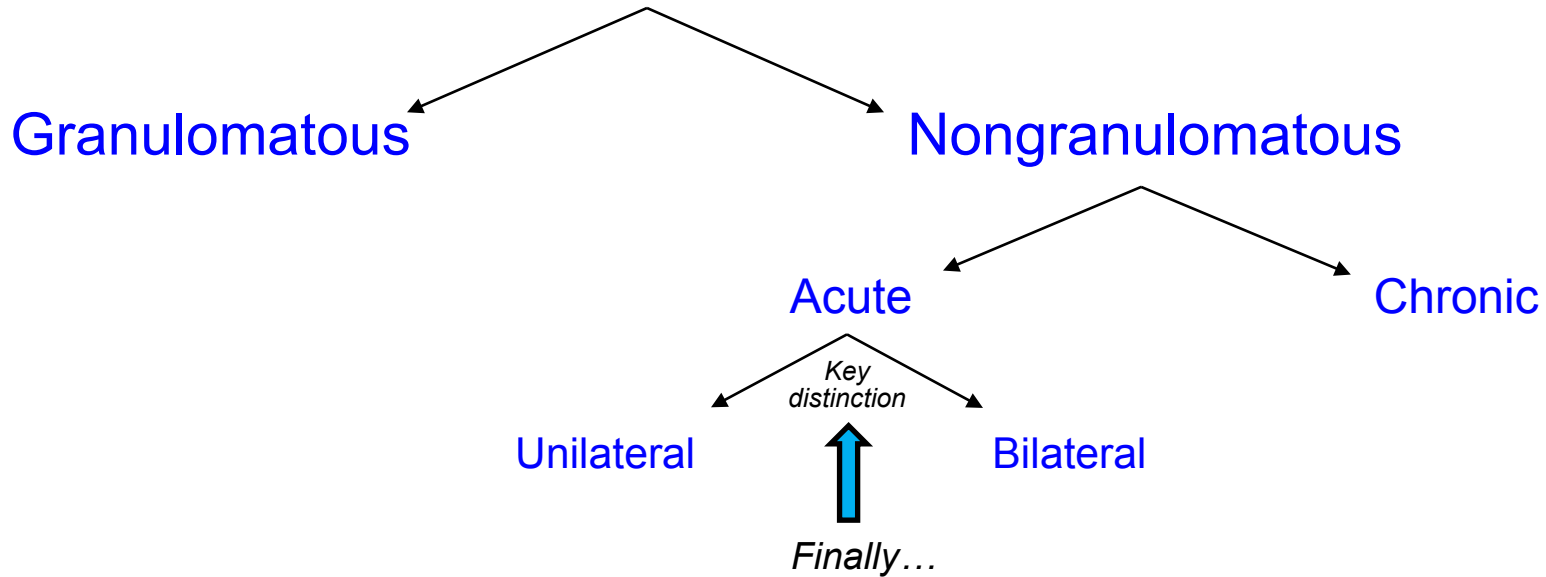 Granulomatous
Nongranulomatous
Acute
Chronic
Key
distinction
Unilateral
Bilateral
Finally…